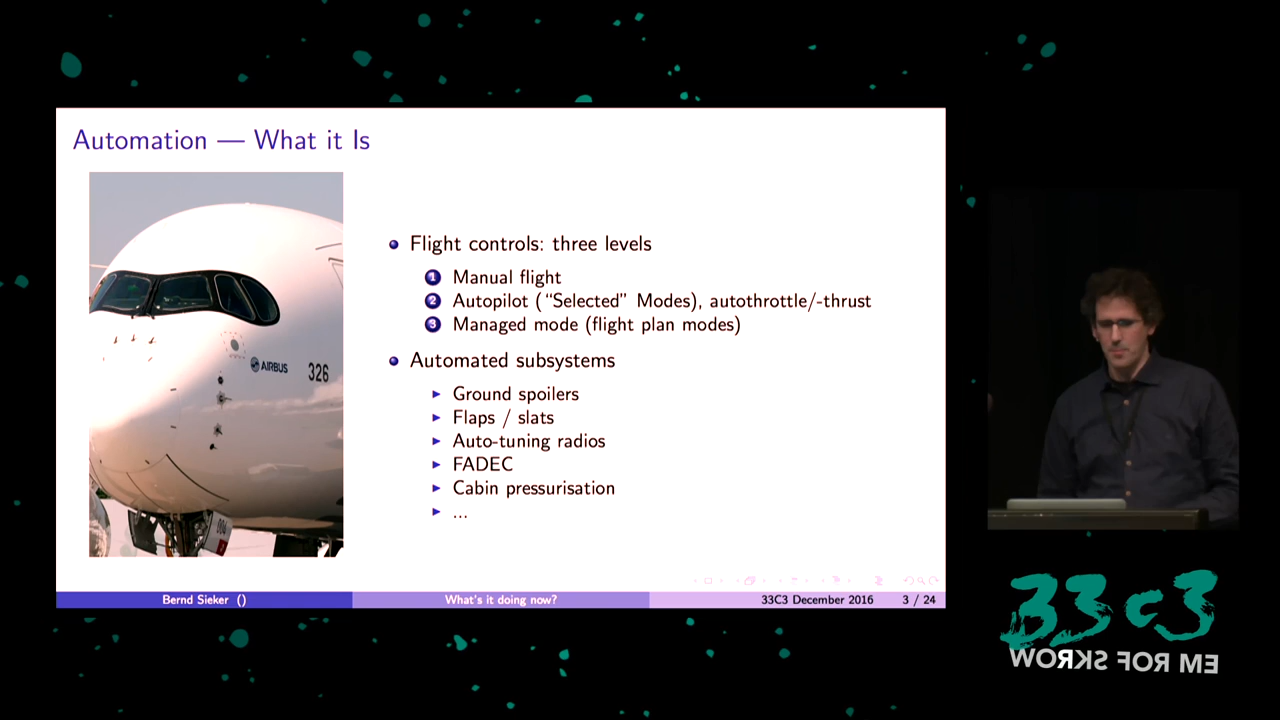 Automation — What it Is
AIRBUS
326
004
Flight controls: three levels
1 Manual flight
2 Autopilot ("Selected" Modes), autothrottle/-thrust
3 Managed mode (flight plan modes)
Automated subsystems
Ground spoilers
Flaps / slats
Auto-tuning radios
FADEC
Cabin pressurisation
...
Bernd Sieker () What's it doing now? 33C3 December 2016 3 / 24
33c3
WORKS FOR ME